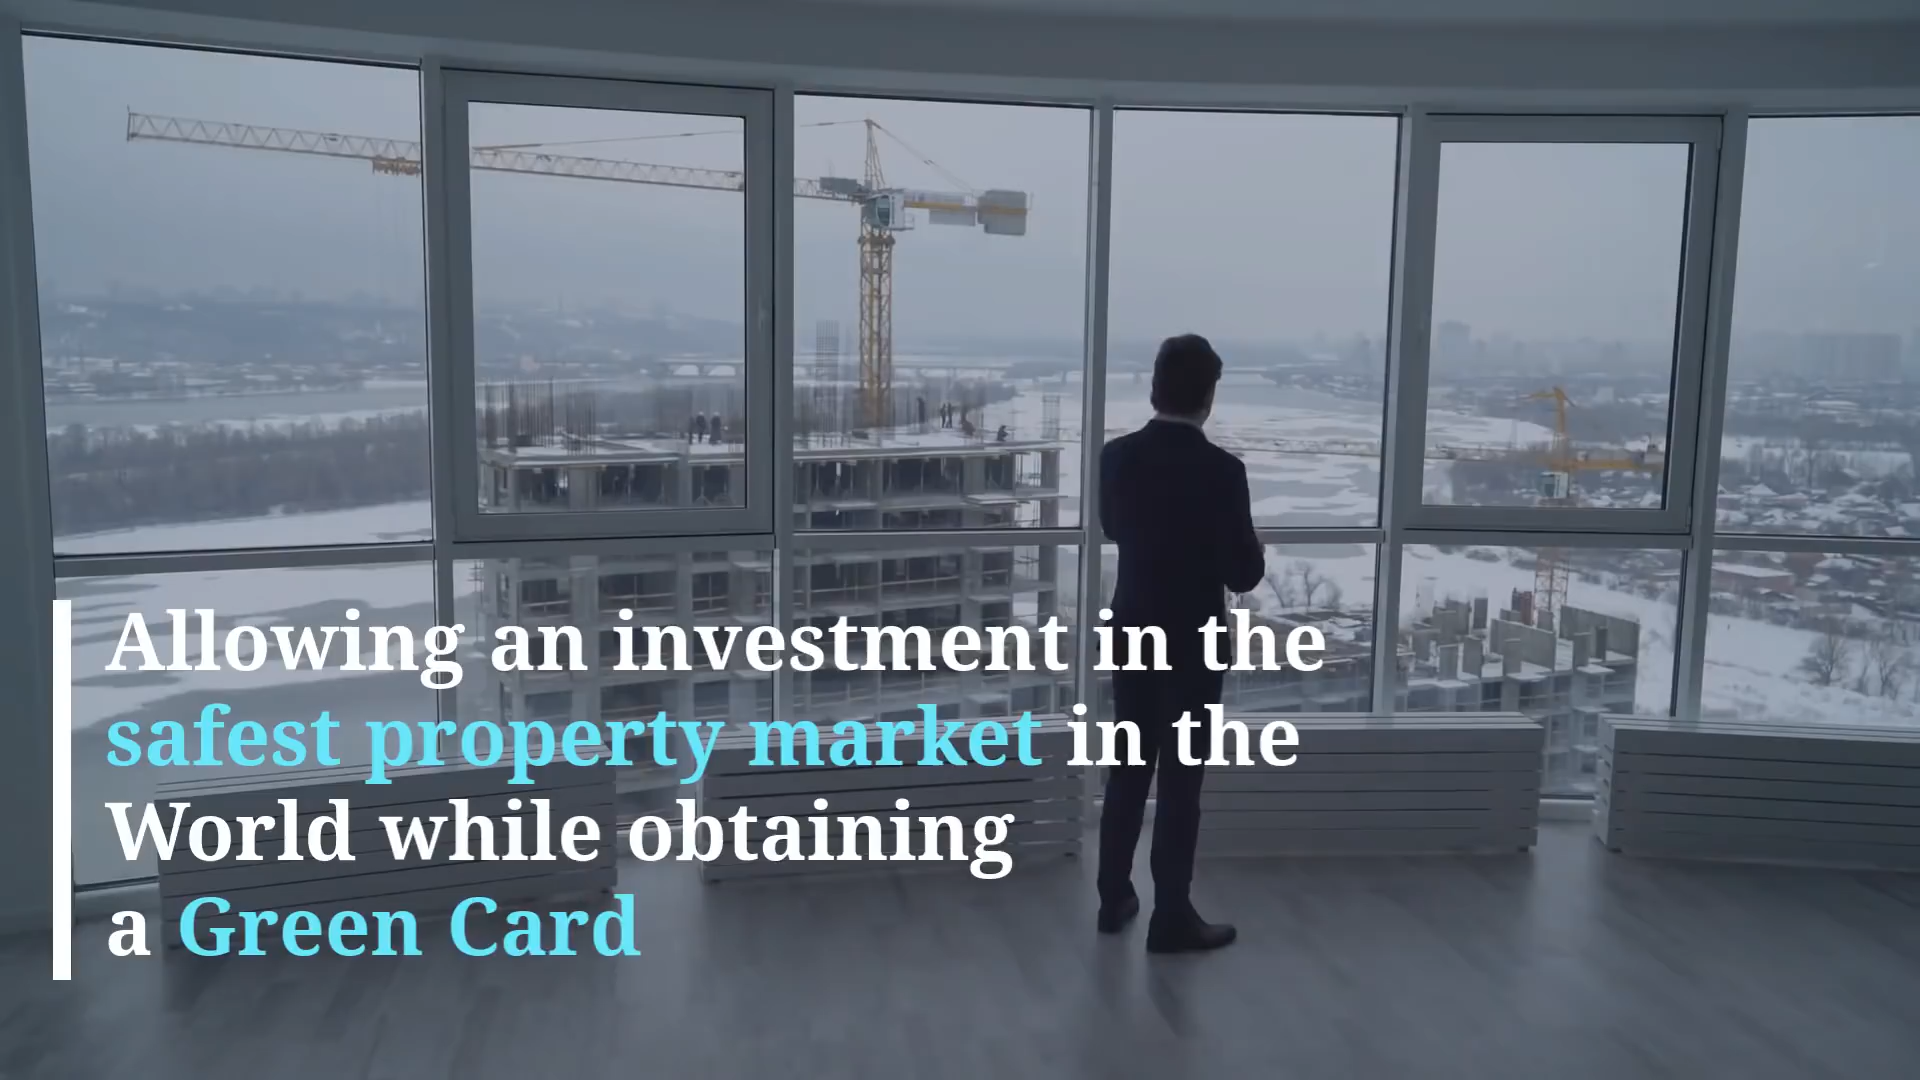 Allowing an investment in the
safest property market in the
World while obtaining
a Green Card